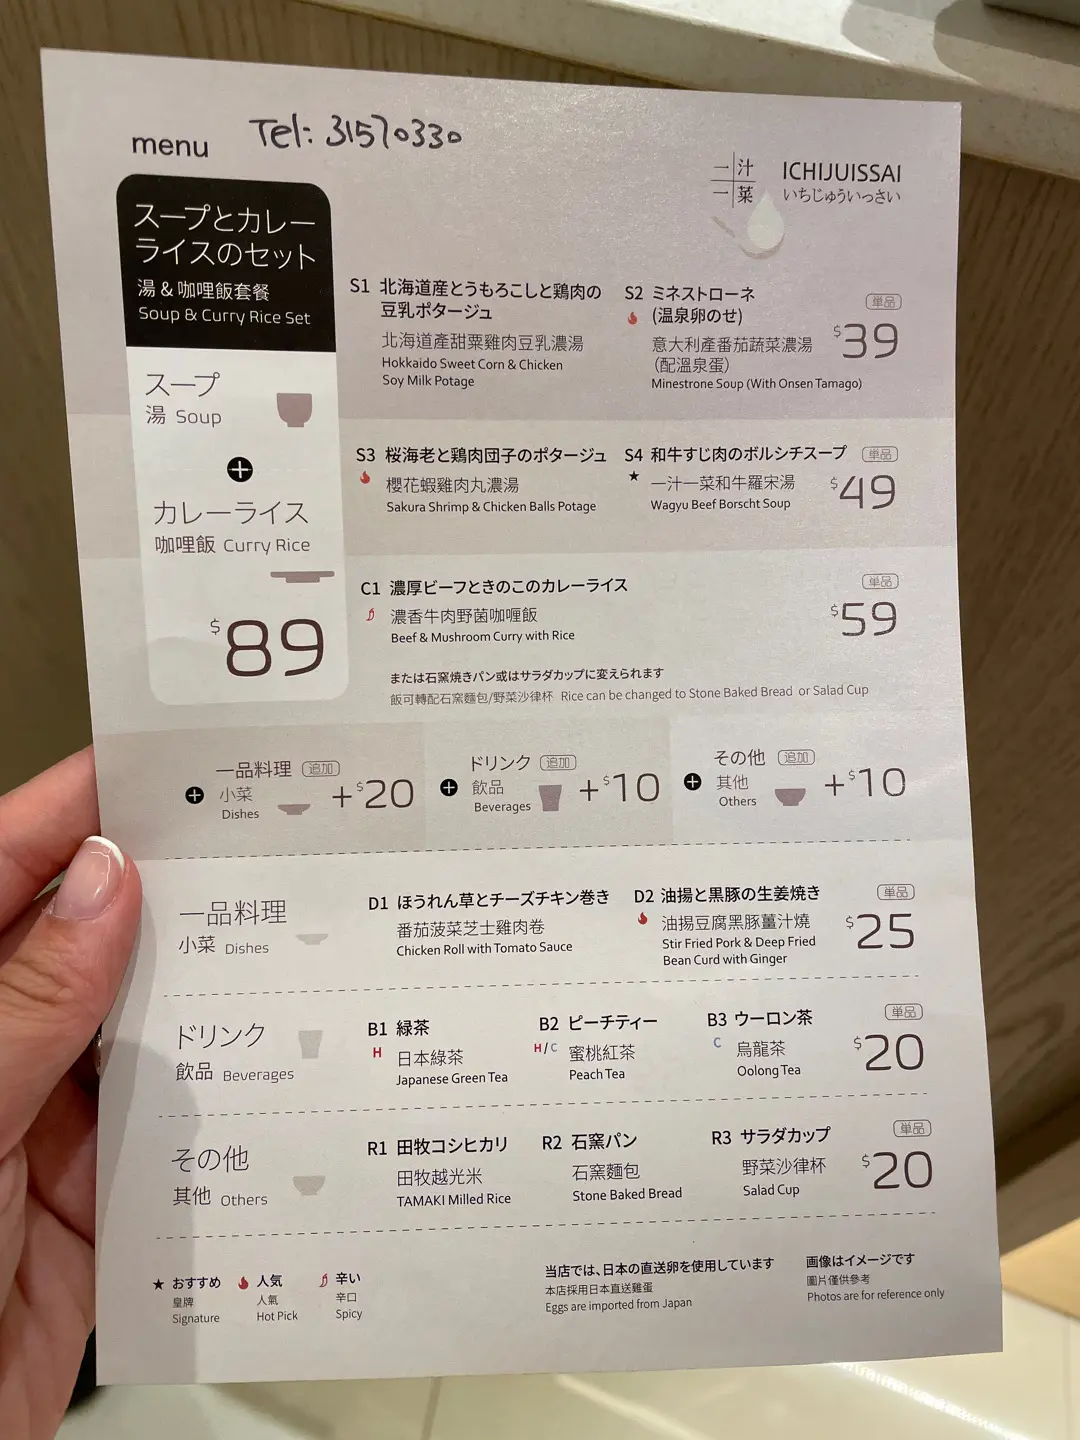 menu
Tel: 31570330
一汁
一菜
ICHIJUISSAI
いちじゅういっさい
スープとカレー
ライスのセット
湯 & 咖哩飯套餐
Soup & Curry Rice Set
スープ
湯 Soup
+
カレーライス
咖哩飯 Curry Rice
$89
S1 北海道産とうもろこしと鶏肉の
豆乳ポタージュ
北海道產甜粟雞肉豆乳濃湯
Hokkaido Sweet Corn & Chicken
Soy Milk Potage
S2 ミネストローネ
(温泉卵のせ)
意大利產番茄蔬菜濃湯
(配溫泉蛋)
Minestrone Soup (With Onsen Tamago)
単品
$39
S3 桜海老と鶏肉団子のポタージュ
櫻花蝦雞肉丸濃湯
Sakura Shrimp & Chicken Balls Potage
S4 和牛すじ肉のボルシチスープ
★ 一汁一菜和牛羅宋湯
Wagyu Beef Borscht Soup
単品
$49
C1 濃厚ビーフときのこのカレーライス
濃香牛肉野菌咖喱飯
Beef & Mushroom Curry with Rice
単品
$59
または石窯焼きパン或はサラダカップに変えられます
飯可轉配石窯麵包/野菜沙律杯 Rice can be changed to Stone Baked Bread or Salad Cup
+ 一品料理 追加
小菜
Dishes
+$20
+ ドリンク 追加
飲品
Beverages
+$10
+ その他 追加
其他
Others
+$10
一品料理
小菜 Dishes
D1 ほうれん草とチーズチキン巻き
番茄菠菜芝士雞肉卷
Chicken Roll with Tomato Sauce
D2 油揚と黒豚の生姜焼き
油揚豆腐黑豚薑汁燒
Stir Fried Pork & Deep Fried
Bean Curd with Ginger
単品
$25
ドリンク
飲品 Beverages
B1 緑茶
H 日本綠茶
Japanese Green Tea
B2 ピーチティー
H/C 蜜桃紅茶
Peach Tea
B3 ウーロン茶
C 烏龍茶
Oolong Tea
単品
$20
その他
其他 Others
R1 田牧コシヒカリ
田牧越光米
TAMAKI Milled Rice
R2 石窯パン
石窯麵包
Stone Baked Bread
R3 サラダカップ
野菜沙律杯
Salad Cup
単品
$20
★ おすすめ
皇牌
Signature
人気
人氣
Hot Pick
辛い
辛口
Spicy
当店では、日本の直送卵を使用しています
本店採用日本直送雞蛋
Eggs are imported from Japan
画像はイメージです
圖片僅供參考
Photos are for reference only